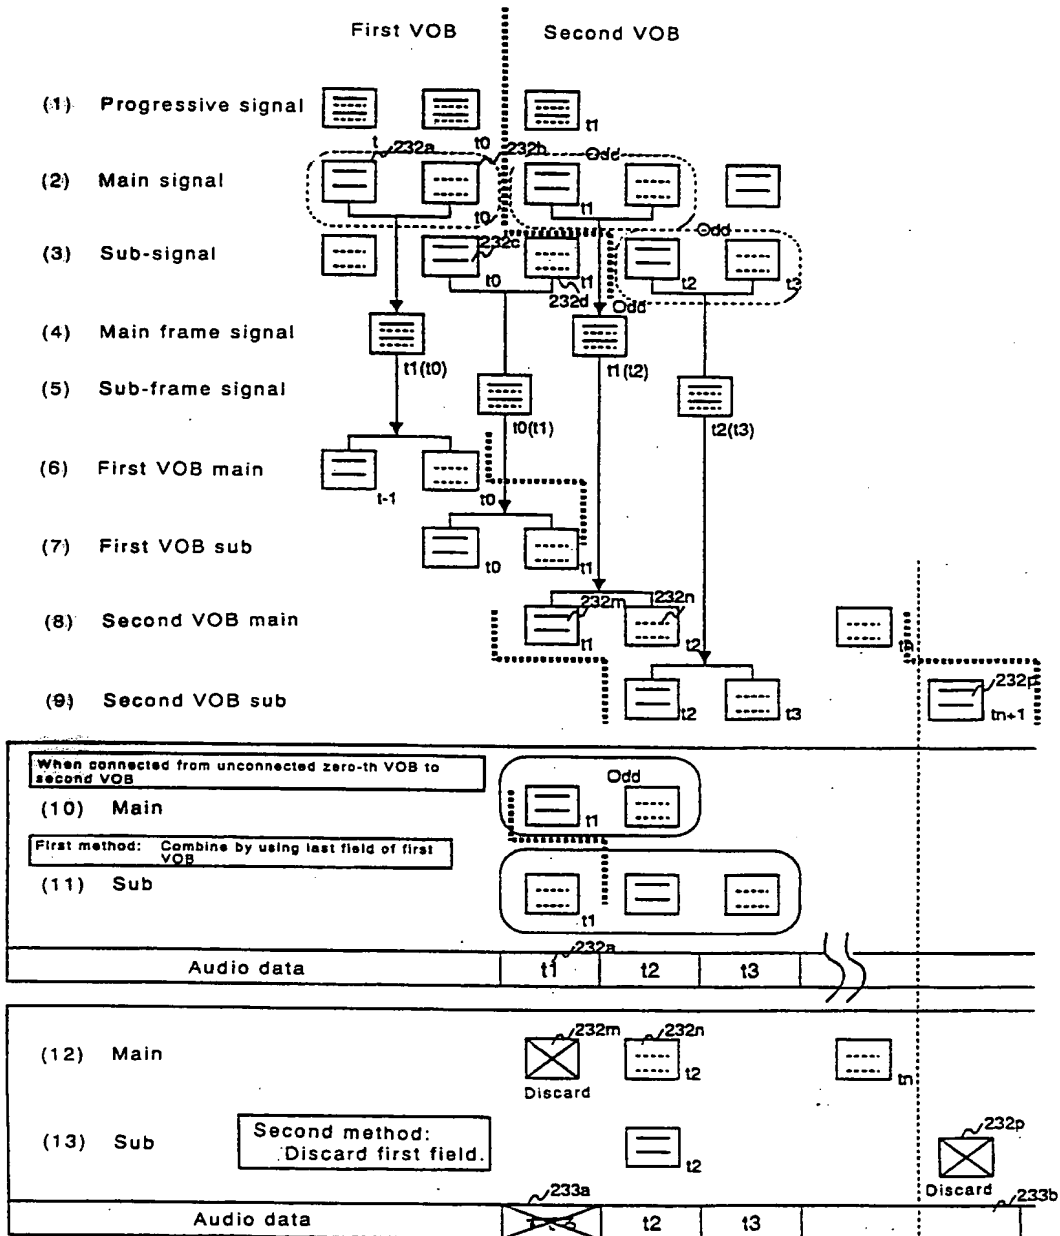 First VOB Second VOB
(1) Progressive signal
t0 t1
t 232a 232b Odd
(2) Main signal
t0 t1
Odd
(3) Sub-signal 232c
t0 t1 t2 t3
232d Odd
(4) Main frame signal
t1(t0) t1(t2)
(5) Sub-frame signal
t0(t1) t2(t3)
(6) First VOB main
t-1 t0
(7) First VOB sub
t0 t1
232m 232n
(8) Second VOB main
t1 t2 tn
232p
(9) Second VOB sub
t2 t3 tn+1
When connected from unconnected zero-th VOB to
second VOB
Odd
(10) Main
t1
First method: Combine by using last field of first
VOB
(11) Sub
t1
232a
Audio data t1 t2 t3
232m 232n
(12) Main
t2 tn
Discard
(13) Sub
Second method:
Discard first field.
t2
232p
Discard
233a 233b
Audio data t2 t3